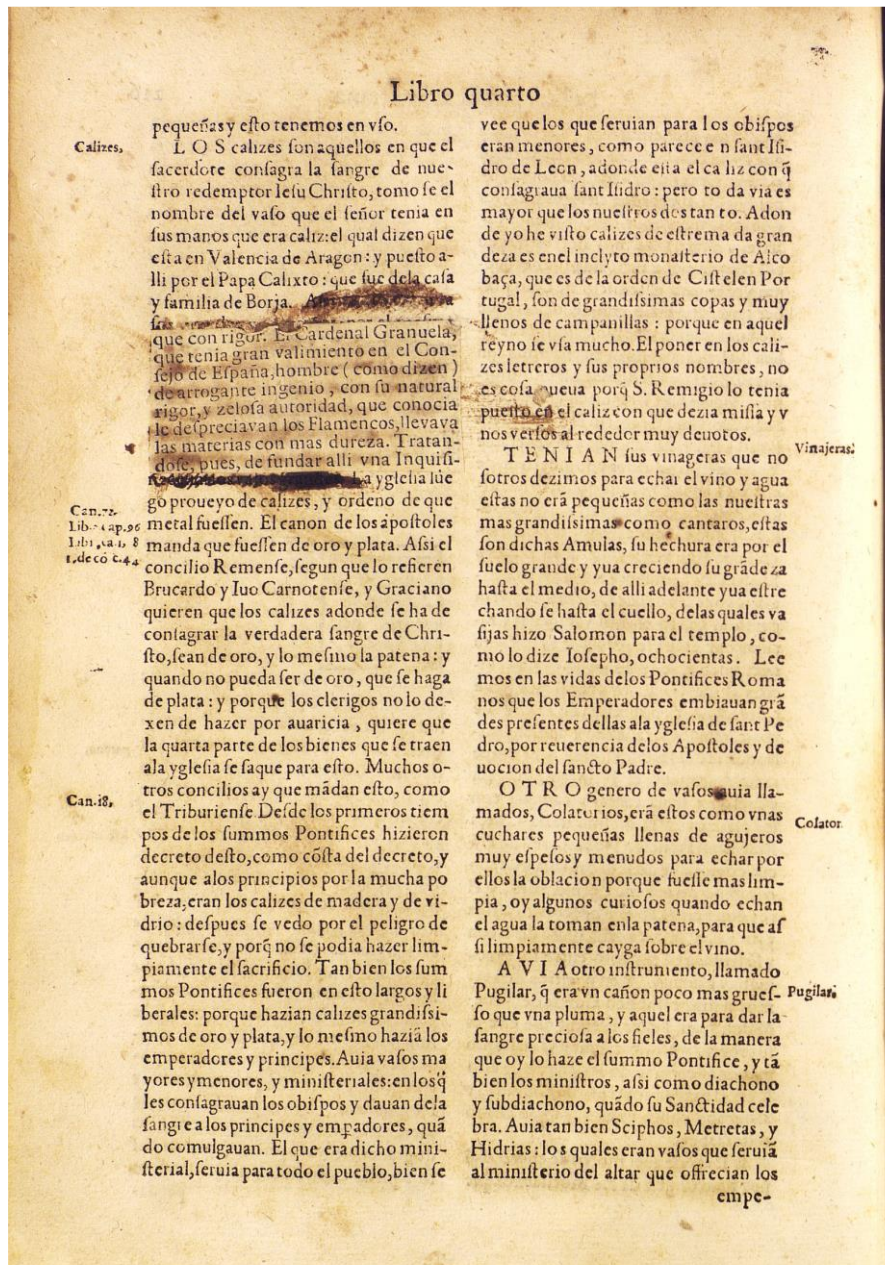 Libro quarto
pequeñas y esto tenemos en vso.
Calizes,
L O S calizes ſon aquellos en que el
ſacerdote conſagra la ſangre de nue-
ſtro redemptor Ieſu Chriſto, tomo ſe el
nombre del vaſo que el ſeñor tenia en
ſus manos que era caliz: el qual dizen que
eſta en Valencia de Aragon: y pueſto a-
lli por el Papa Calixto: que fue dela caſa
y familia de Borja.
que con rigor. El Cardenal Granuela,
que tenia gran valimiento en el Con-
ſejo de Eſpaña, hombre ( como dizen )
de arrogante ingenio, con ſu natural
rigor, y zeloſa autoridad, que conocia
le deſpreciavan los Flamencos, llevava
las materias con mas dureza. Tratan-
doſe, pues, de fundar alli vna Inquiſi-
La ygleſia lue
go proueyo de calizes, y ordeno de que
metal fueſſen. El canon de los apoſtoles
manda que fueſſen de oro y plata. Aſsi el
concilio Remenſe, ſegun que lo refieren
Brucardo y Iuo Carnotenſe, y Graciano
quieren que los calizes adonde ſe ha de
conſagrar la verdadera ſangre de Chri-
ſto, ſean de oro, y lo meſmo la patena: y
quando no pueda ſer de oro, que ſe haga
de plata: y porque los clerigos no lo de-
xen de hazer por auaricia, quiere que
la quarta parte de los bienes que ſe traen
ala ygleſia ſe ſaque para eſto. Muchos o-
tros concilios ay que mãdan eſto, como
Can.18,
el Triburienſe. Deſde los primeros tiem
pos de los ſummos Pontifices hizieron
decreto deſto, como cõſta del decreto, y
aunque alos principios por la mucha po
breza, eran los calizes de madera y de vi-
drio: deſpues ſe vedo por el peligro de
quebrarſe, y porq̃ no ſe podia hazer lim-
piamente el ſacrificio. Tan bien los ſum
mos Pontifices fueron en eſto largos y li
berales: porque hazian calizes grandiſsi-
mos de oro y plata, y lo meſmo haziã los
emperadores y principes. Auia vaſos ma
yores y menores, y miniſteriales: en los q̃
les conſagrauan los obiſpos y dauan dela
ſangre a los principes y emꝑadores, quã
do comulgauan. El que era dicho mini-
ſterial, ſeruia para todo el pueblo, bien ſe
vee que los que ſeruian para los obiſpos
eran menores, como parece e n ſant Iſi-
dro de Leon, adonde eſta el ca liz con q̃
conſagraua ſant Iſidro: pero to da via es
mayor que los nueſtros dos tan to. Adon
de yo he viſto calizes de eſtrema da gran
deza es enel inclyto monaſterio de Alco
baça, que es de la orden de Ciſtel en Por
tugal, ſon de grandiſsimas copas y muy
llenos de campanillas: porque en aquel
reyno ſe vſa mucho. El poner en los cali-
zes letreros y ſus proprios nombres, no
es coſa nueua porq̃ S. Remigio lo tenia
pueſto en el caliz con que dezia miſſa y v
nos verſos al rededor muy deuotos.
T E N I A N ſus vinageras que no
Vinajeras.
ſotros dezimos para echar el vino y agua
eſtas no erã pequeñas como las nueſtras
mas grandiſsimas como cantaros, eſtas
ſon dichas Amulas, ſu hechura era por el
ſuelo grande y yua creciendo ſu grãde za
haſta el medio, de alli adelante yua eſtre
chando ſe haſta el cuello, delas quales va
ſijas hizo Salomon para el templo, co-
mo lo dize Ioſepho, ochocientas. Lee
mos en las vidas delos Pontifices Roma
nos que los Emperadores embiauan grã
des preſentes dellas ala ygleſia de ſant Pe
dro, por reuerencia delos Apoſtoles y de
uocion del ſancto Padre.
O T R O genero de vaſos auia lla-
mados, Colatorios, erã eſtos como vnas
Colator
cuchares pequeñas llenas de agujeros
muy eſpeſos y menudos para echar por
ellos la oblacion porque fueſſe mas lim-
pia, oy algunos curioſos quando echan
el agua la toman enla patena, para que aſ
ſi limpiamente cayga ſobre el vino.
A V I A otro inſtrumento, llamado
Pugilar, q̃ era vn cañon poco mas grueſ-
Pugilar.
ſo que vna pluma, y aquel era para dar la
ſangre precioſa a los fieles, de la manera
que oy lo haze el ſummo Pontifice, y tã
bien los miniſtros, aſsi como diachono
y ſubdiachono, quãdo ſu Sanctidad cele
bra. Auia tan bien Sciphos, Metretas, y
Hidrias: los quales eran vaſos que ſeruiã
al miniſterio del altar que offrecian los
empe-